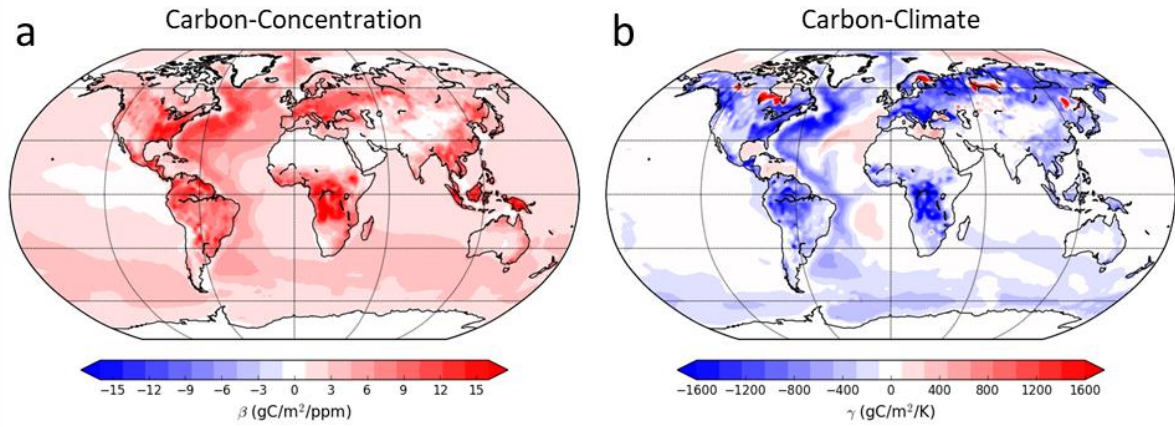 Carbon-Concentration
Carbon-Climate
a
b
−15 −12 −9 −6 −3 0 3 6 9 12 15
β (gC/m²/ppm)
−1600 −1200 −800 −400 0 400 800 1200 1600
γ (gC/m²/K)